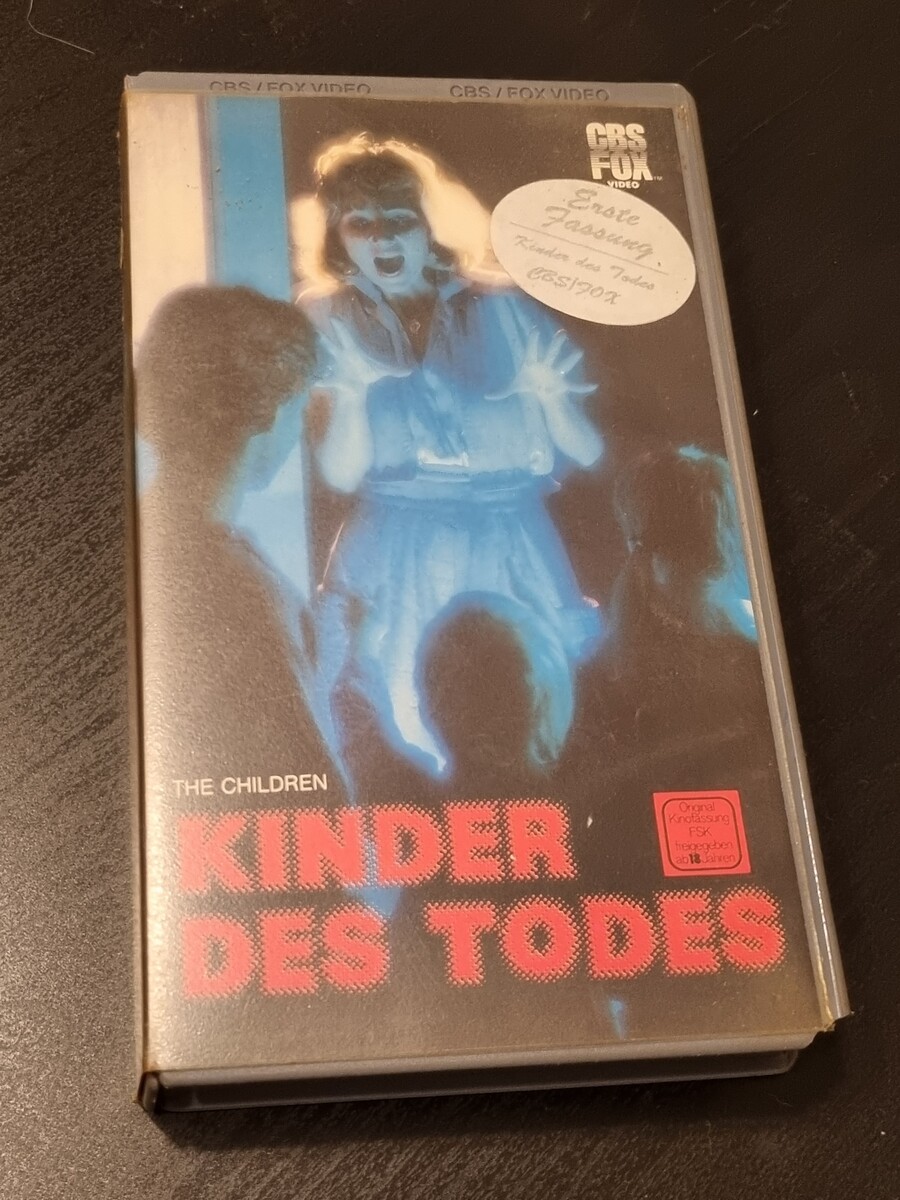 CBS / FOX VIDEO CBS / FOX VIDEO
CBS
FOX
VIDEO™
Erste
Fassung
Kinder des Todes
CBS/FOX
THE CHILDREN
KINDER
DES TODES
Original
Kinofassung
FSK
freigegeben
ab 18 Jahren